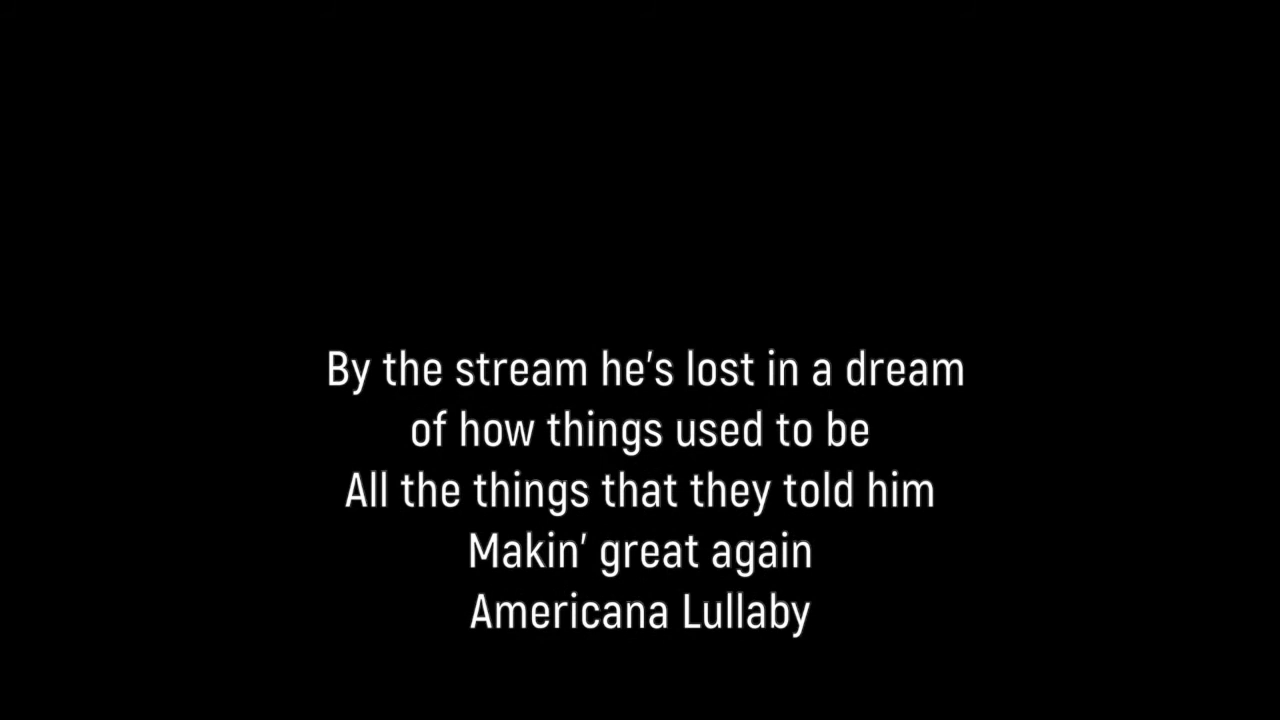 By the stream he's lost in a dream
of how things used to be
All the things that they told him
Makin' great again
Americana Lullaby